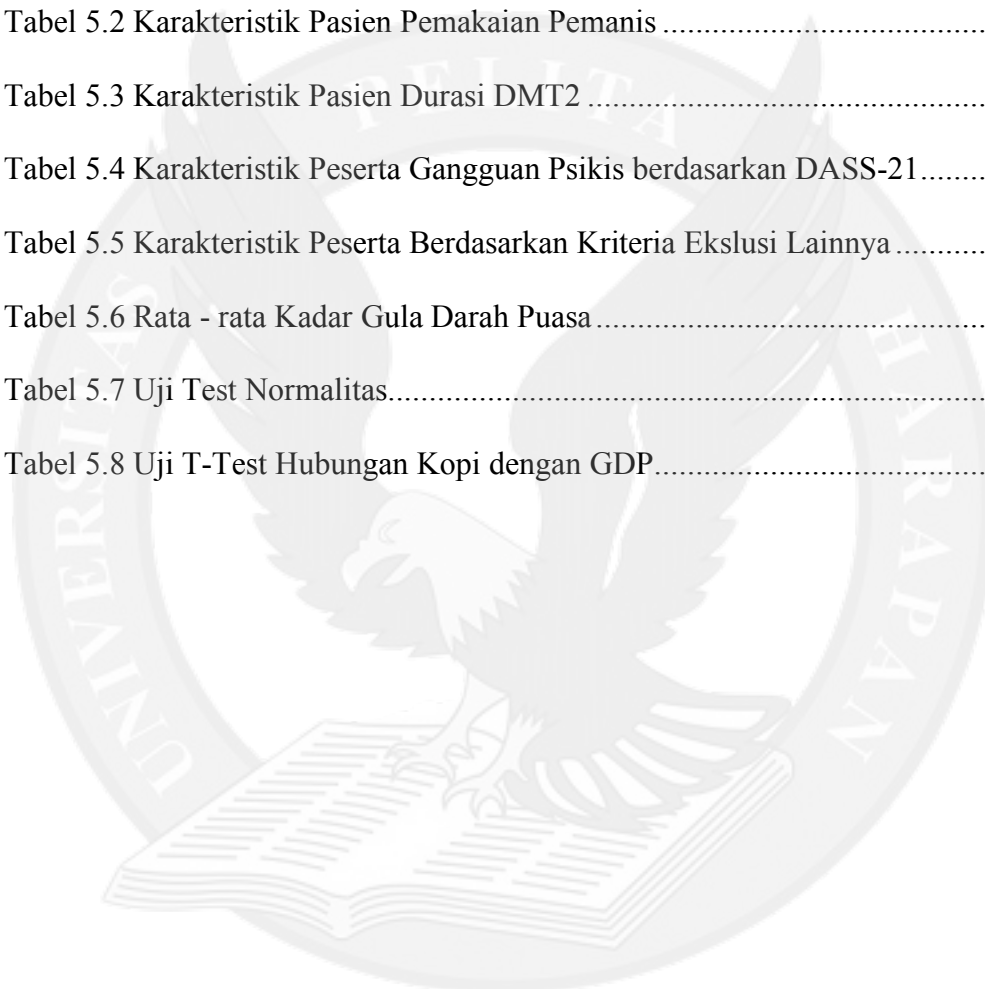 Tabel 5.2 Karakteristik Pasien Pemakaian Pemanis .....................................
Tabel 5.3 Karakteristik Pasien Durasi DMT2 ..............................................
Tabel 5.4 Karakteristik Peserta Gangguan Psikis berdasarkan DASS-21........
Tabel 5.5 Karakteristik Peserta Berdasarkan Kriteria Ekslusi Lainnya ...........
Tabel 5.6 Rata - rata Kadar Gula Darah Puasa .............................................
Tabel 5.7 Uji Test Normalitas.....................................................................
Tabel 5.8 Uji T-Test Hubungan Kopi dengan GDP.......................................
UNIVERSITAS PELITA HARAPAN